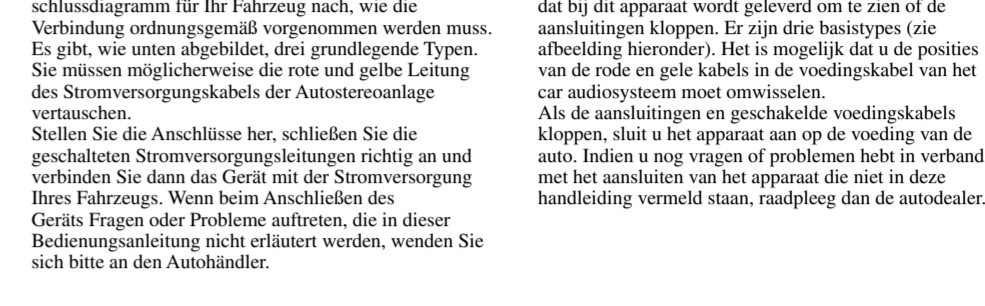 schlussdiagramm für Ihr Fahrzeug nach, wie die
Verbindung ordnungsgemäß vorgenommen werden muss.
Es gibt, wie unten abgebildet, drei grundlegende Typen.
Sie müssen möglicherweise die rote und gelbe Leitung
des Stromversorgungskabels der Autostereoanlage
vertauschen.
Stellen Sie die Anschlüsse her, schließen Sie die
geschalteten Stromversorgungsleitungen richtig an und
verbinden Sie dann das Gerät mit der Stromversorgung
Ihres Fahrzeugs. Wenn beim Anschließen des
Geräts Fragen oder Probleme auftreten, die in dieser
Bedienungsanleitung nicht erläutert werden, wenden Sie
sich bitte an den Autohändler.
dat bij dit apparaat wordt geleverd om te zien of de
aansluitingen kloppen. Er zijn drie basistypes (zie
afbeelding hieronder). Het is mogelijk dat u de posities
van de rode en gele kabels in de voedingskabel van het
car audiosysteem moet omwisselen.
Als de aansluitingen en geschakelde voedingskabels
kloppen, sluit u het apparaat aan op de voeding van de
auto. Indien u nog vragen of problemen hebt in verband
met het aansluiten van het apparaat die niet in deze
handleiding vermeld staan, raadpleeg dan de autodealer.